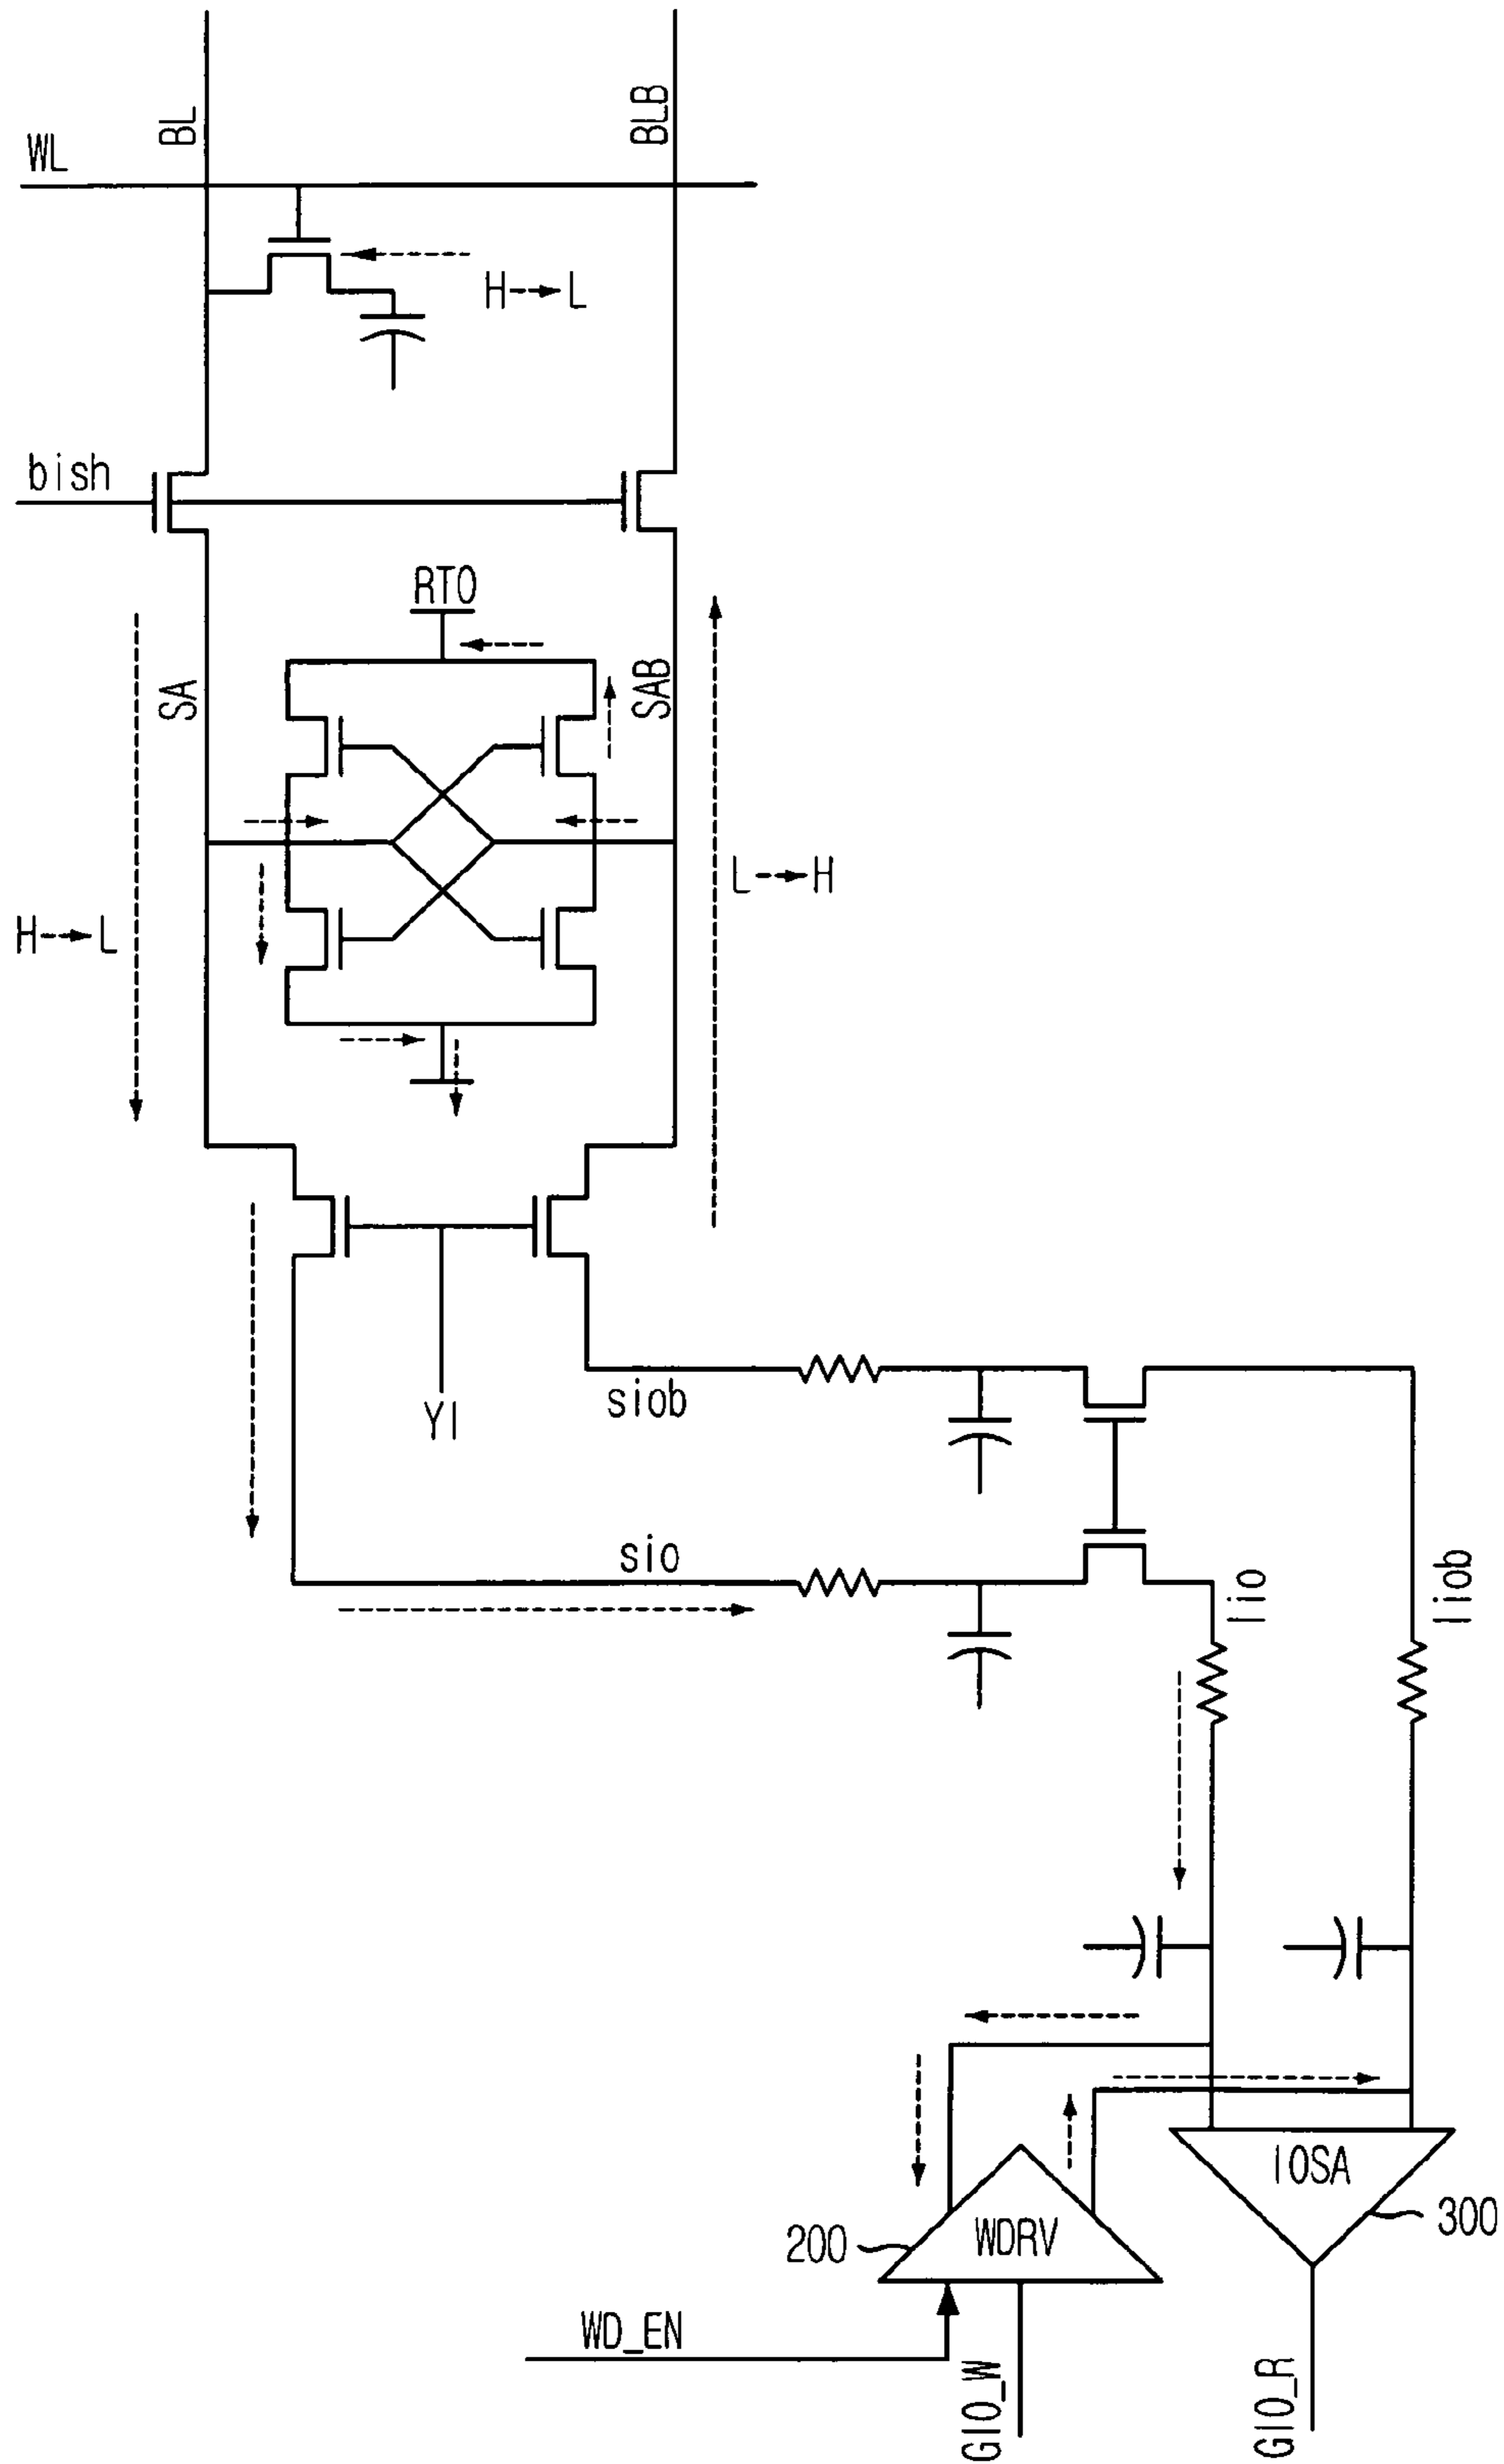 BL
BLB
WL
H→L
bish
RTO
SA
SAB
L→H
H→L
siob
YI
sio
lio
liob
IOSA
300
200
WDRV
WD_EN
GIO_W
GIO_R